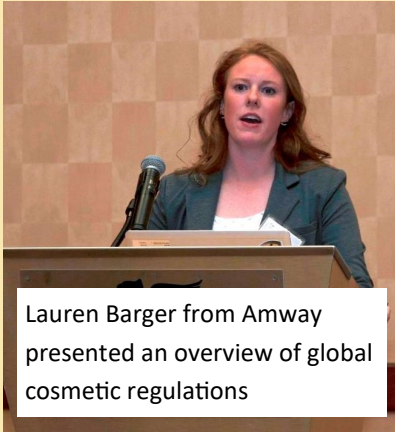 Lauren Barger from Amway
presented an overview of global
cosmetic regulations